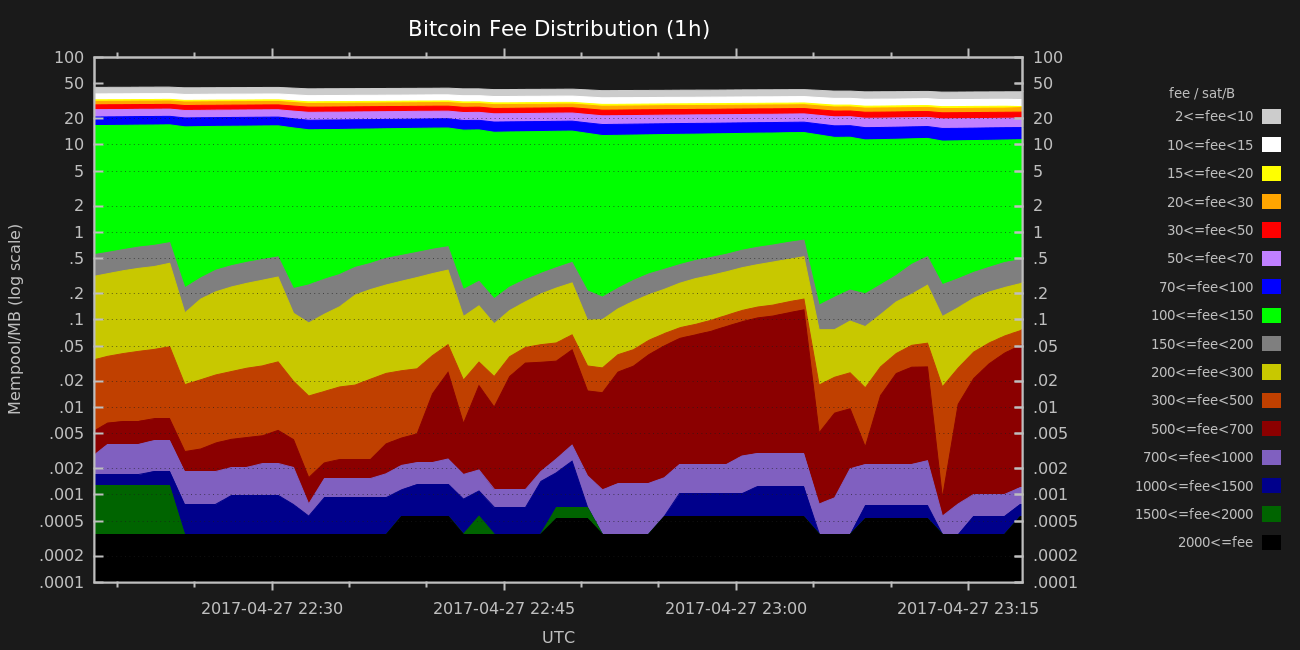 Bitcoin Fee Distribution (1h)
Mempool/MB (log scale)
100
50
20
10
5
2
1
.5
.2
.1
.05
.02
.01
.005
.002
.001
.0005
.0002
.0001
100
50
20
10
5
2
1
.5
.2
.1
.05
.02
.01
.005
.002
.001
.0005
.0002
.0001
2017-04-27 22:30
2017-04-27 22:45
2017-04-27 23:00
2017-04-27 23:15
UTC
fee / sat/B
2<=fee<10
10<=fee<15
15<=fee<20
20<=fee<30
30<=fee<50
50<=fee<70
70<=fee<100
100<=fee<150
150<=fee<200
200<=fee<300
300<=fee<500
500<=fee<700
700<=fee<1000
1000<=fee<1500
1500<=fee<2000
2000<=fee